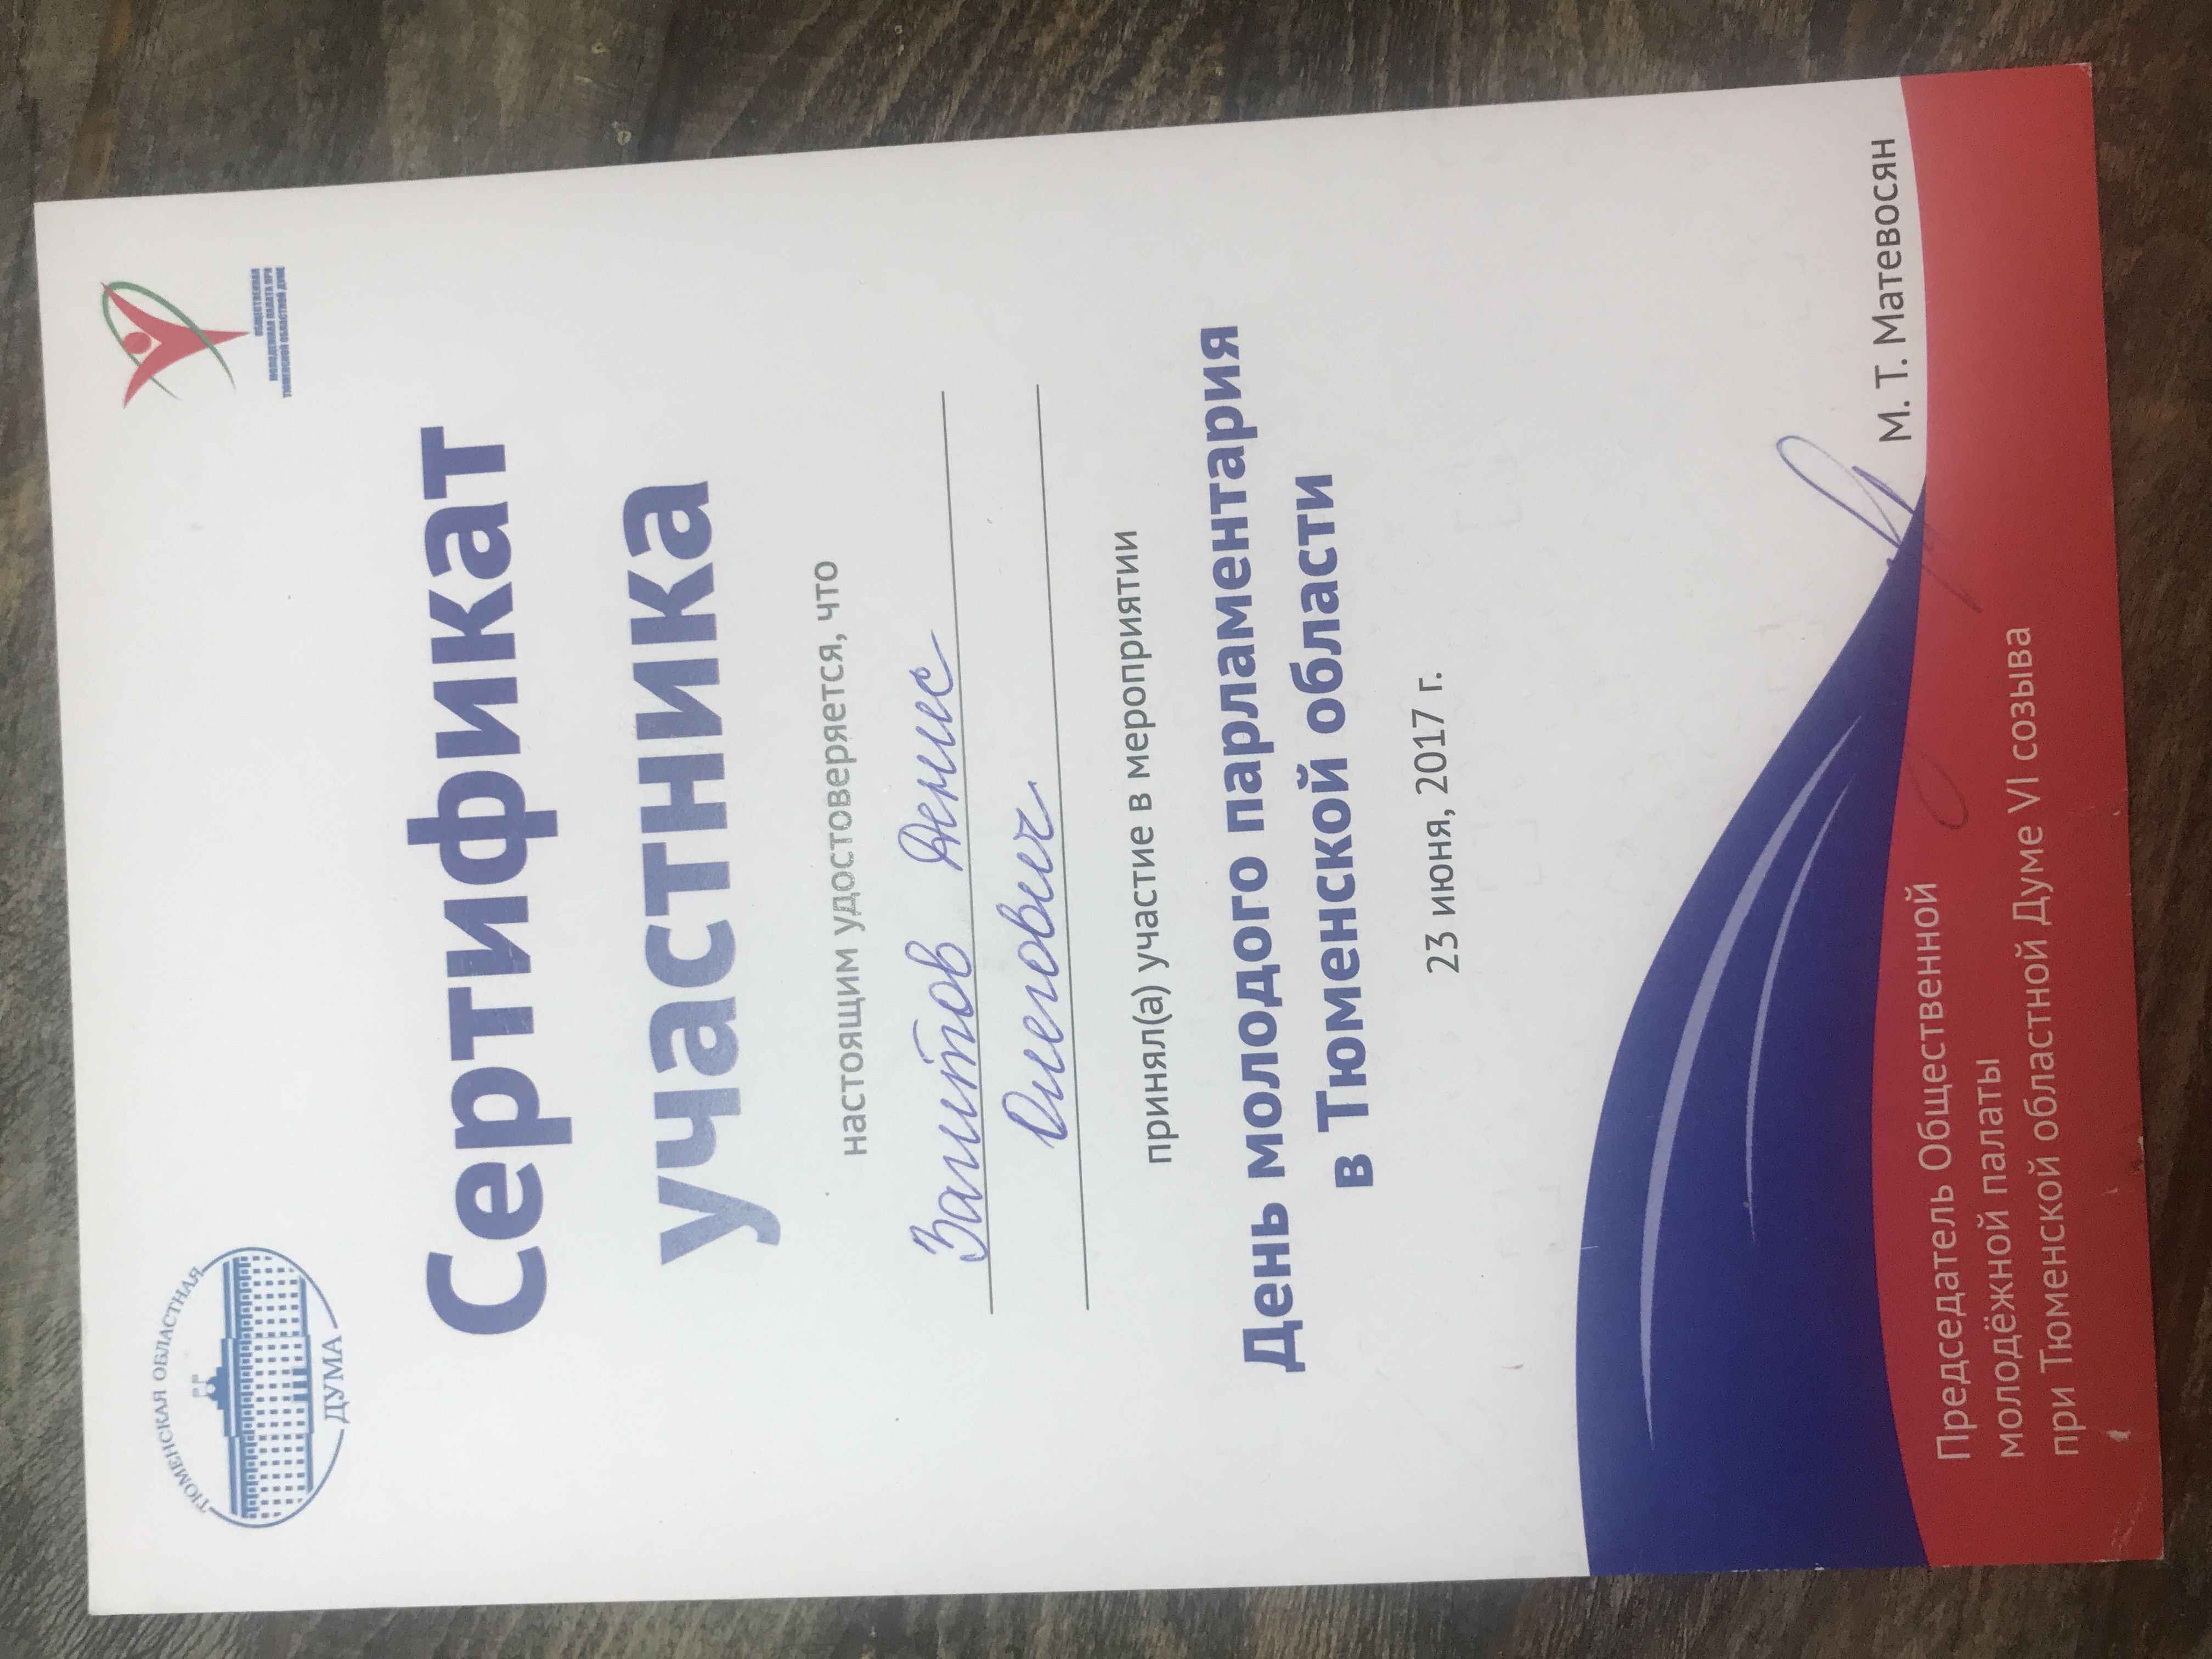 ТЮМЕНСКАЯ ОБЛАСТНАЯ
ДУМА
ОБЩЕСТВЕННАЯ
МОЛОДЕЖНАЯ ПАЛАТА ПРИ
ТЮМЕНСКОЙ ОБЛАСТНОЙ ДУМЕ
Сертификат
участника
настоящим удостоверяется, что
Загитов Денис
Олегович
принял(а) участие в мероприятии
День молодого парламентария
в Тюменской области
23 июня, 2017 г.
М. Т. Матевосян
Председатель Общественной
молодёжной палаты
при Тюменской областной Думе VI созыва